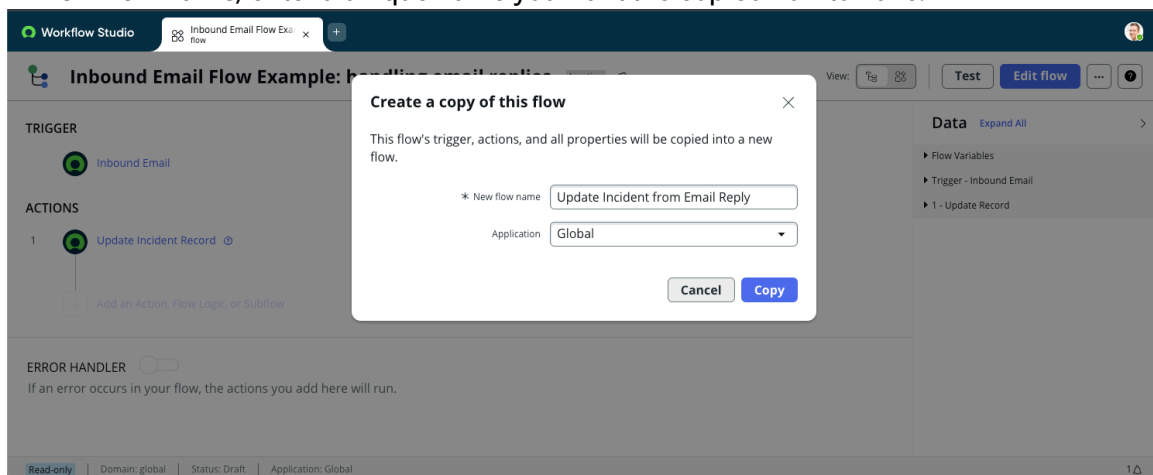 Workflow Studio
Inbound Email Flow Exa
flow
Inbound Email Flow Example: handling email replies
View:
Test
Edit flow
Data Expand All
TRIGGER
Inbound Email
Flow Variables
Trigger - Inbound Email
1 - Update Record
ACTIONS
1 Update Incident Record
Add an Action, Flow Logic, or Subflow
Create a copy of this flow
This flow's trigger, actions, and all properties will be copied into a new
flow.
* New flow name Update Incident from Email Reply
Application Global
Cancel Copy
ERROR HANDLER
If an error occurs in your flow, the actions you add here will run.
Read-only Domain: global Status: Draft Application: Global 1